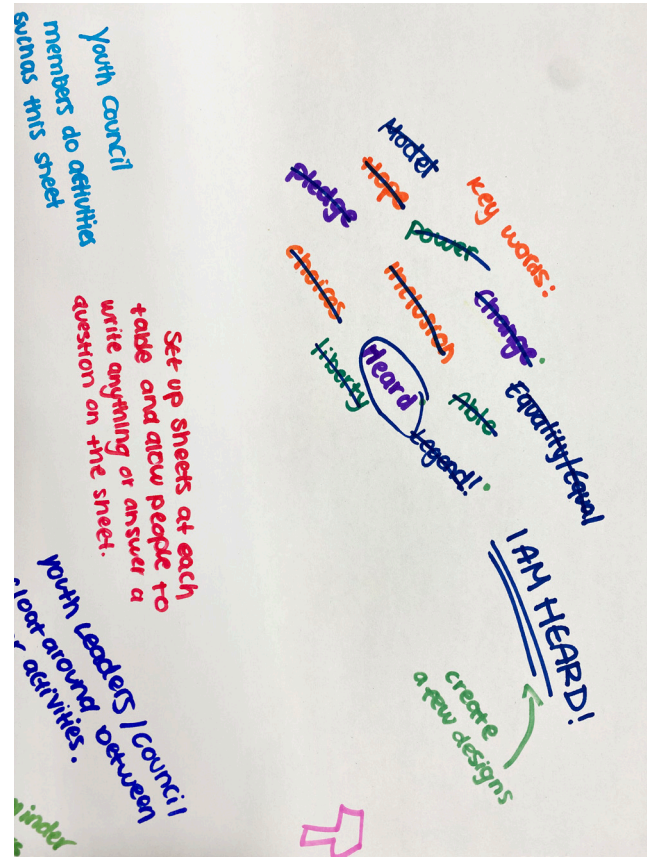 Key words:
Model
Hope
Pledge
Power
Change.
Inclusion
Choices
Equality/Equal
Able
Heard
Liberty
Legend!
I AM HEARD!
create
a few designs
Youth Council
members do activities
such as this sheet
Set up sheets at each
table and allow people to
write anything or answer a
question on the sheet.
Youth Leaders/Council
float around between
activities.